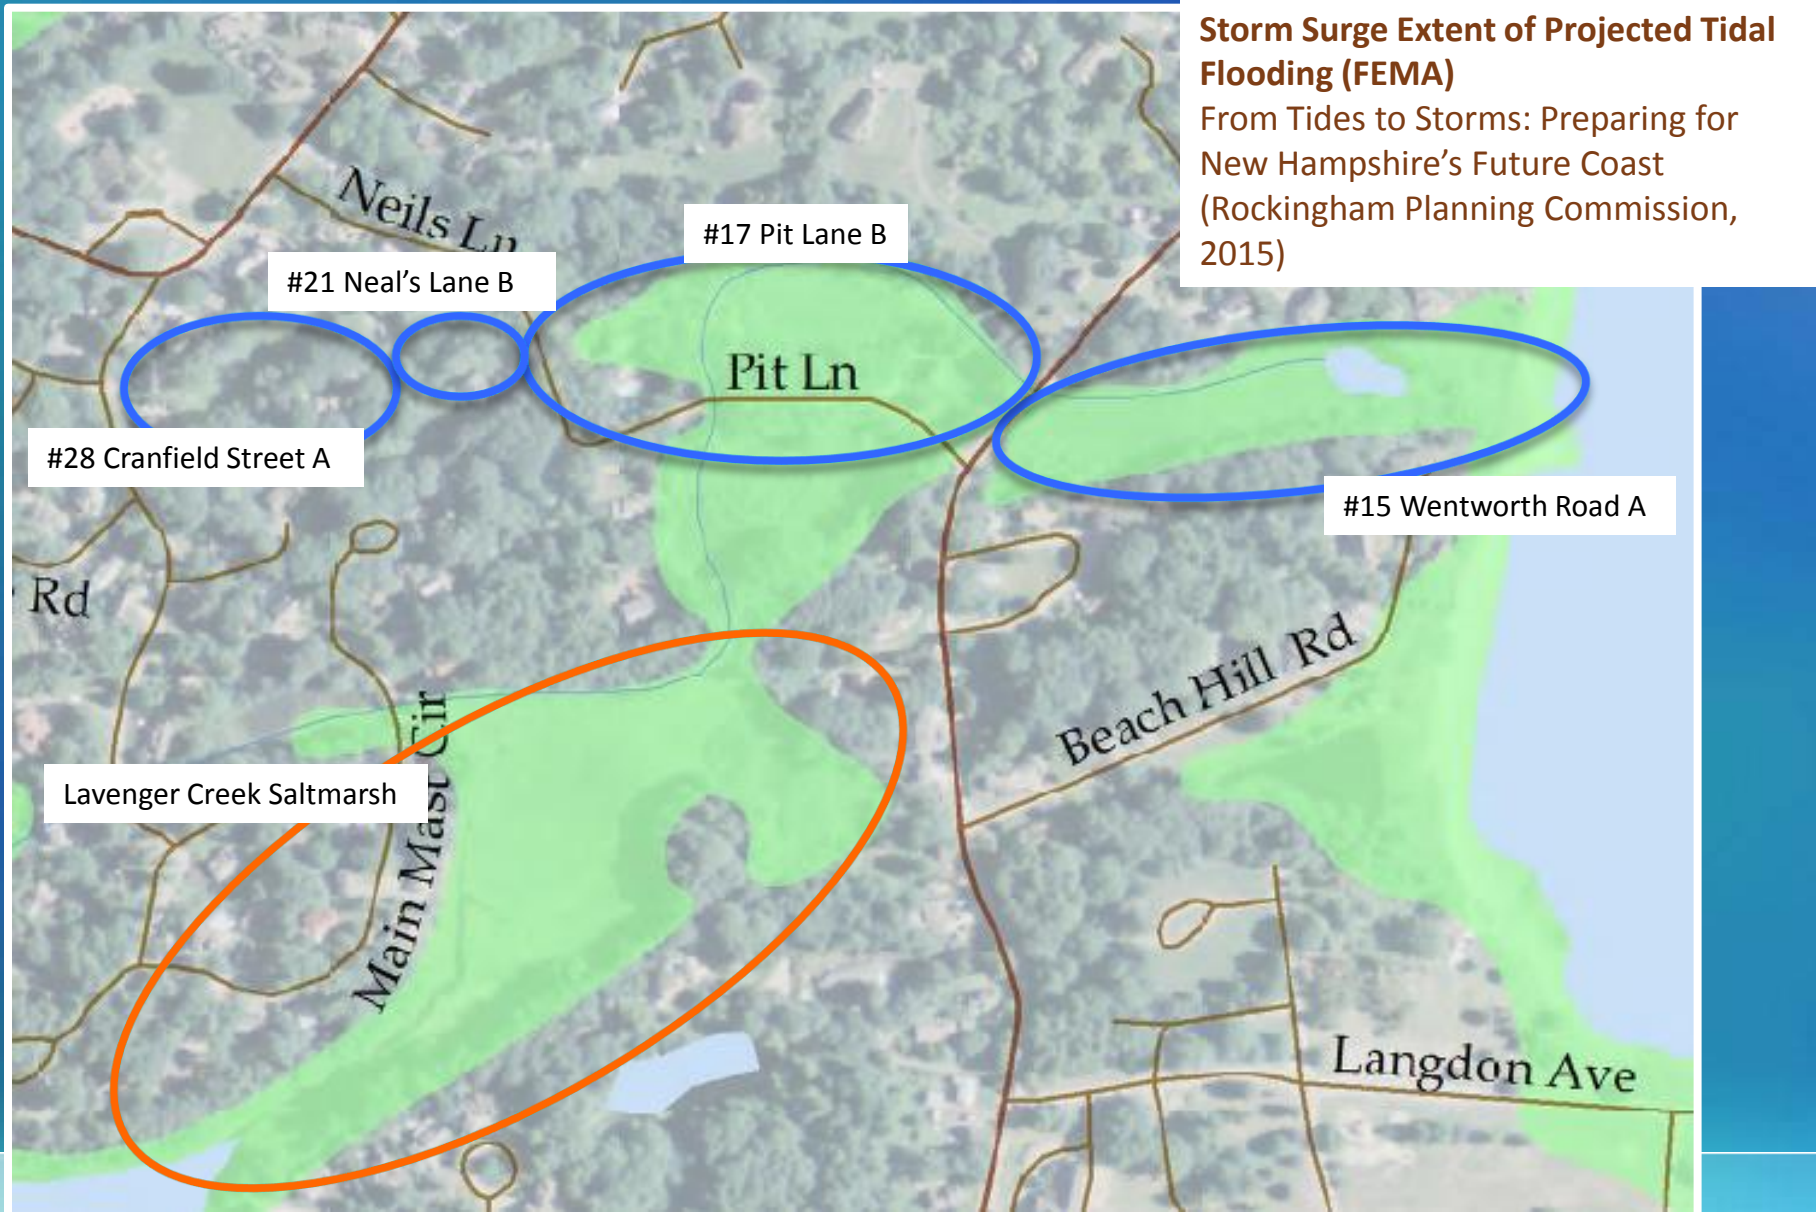 Storm Surge Extent of Projected Tidal
Flooding (FEMA)
From Tides to Storms: Preparing for
New Hampshire’s Future Coast
(Rockingham Planning Commission,
2015)
Neils Ln
#17 Pit Lane B
#21 Neal’s Lane B
Pit Ln
#28 Cranfield Street A
#15 Wentworth Road A
Rd
Beach Hill Rd
Main Mast Cir
Lavenger Creek Saltmarsh
Langdon Ave